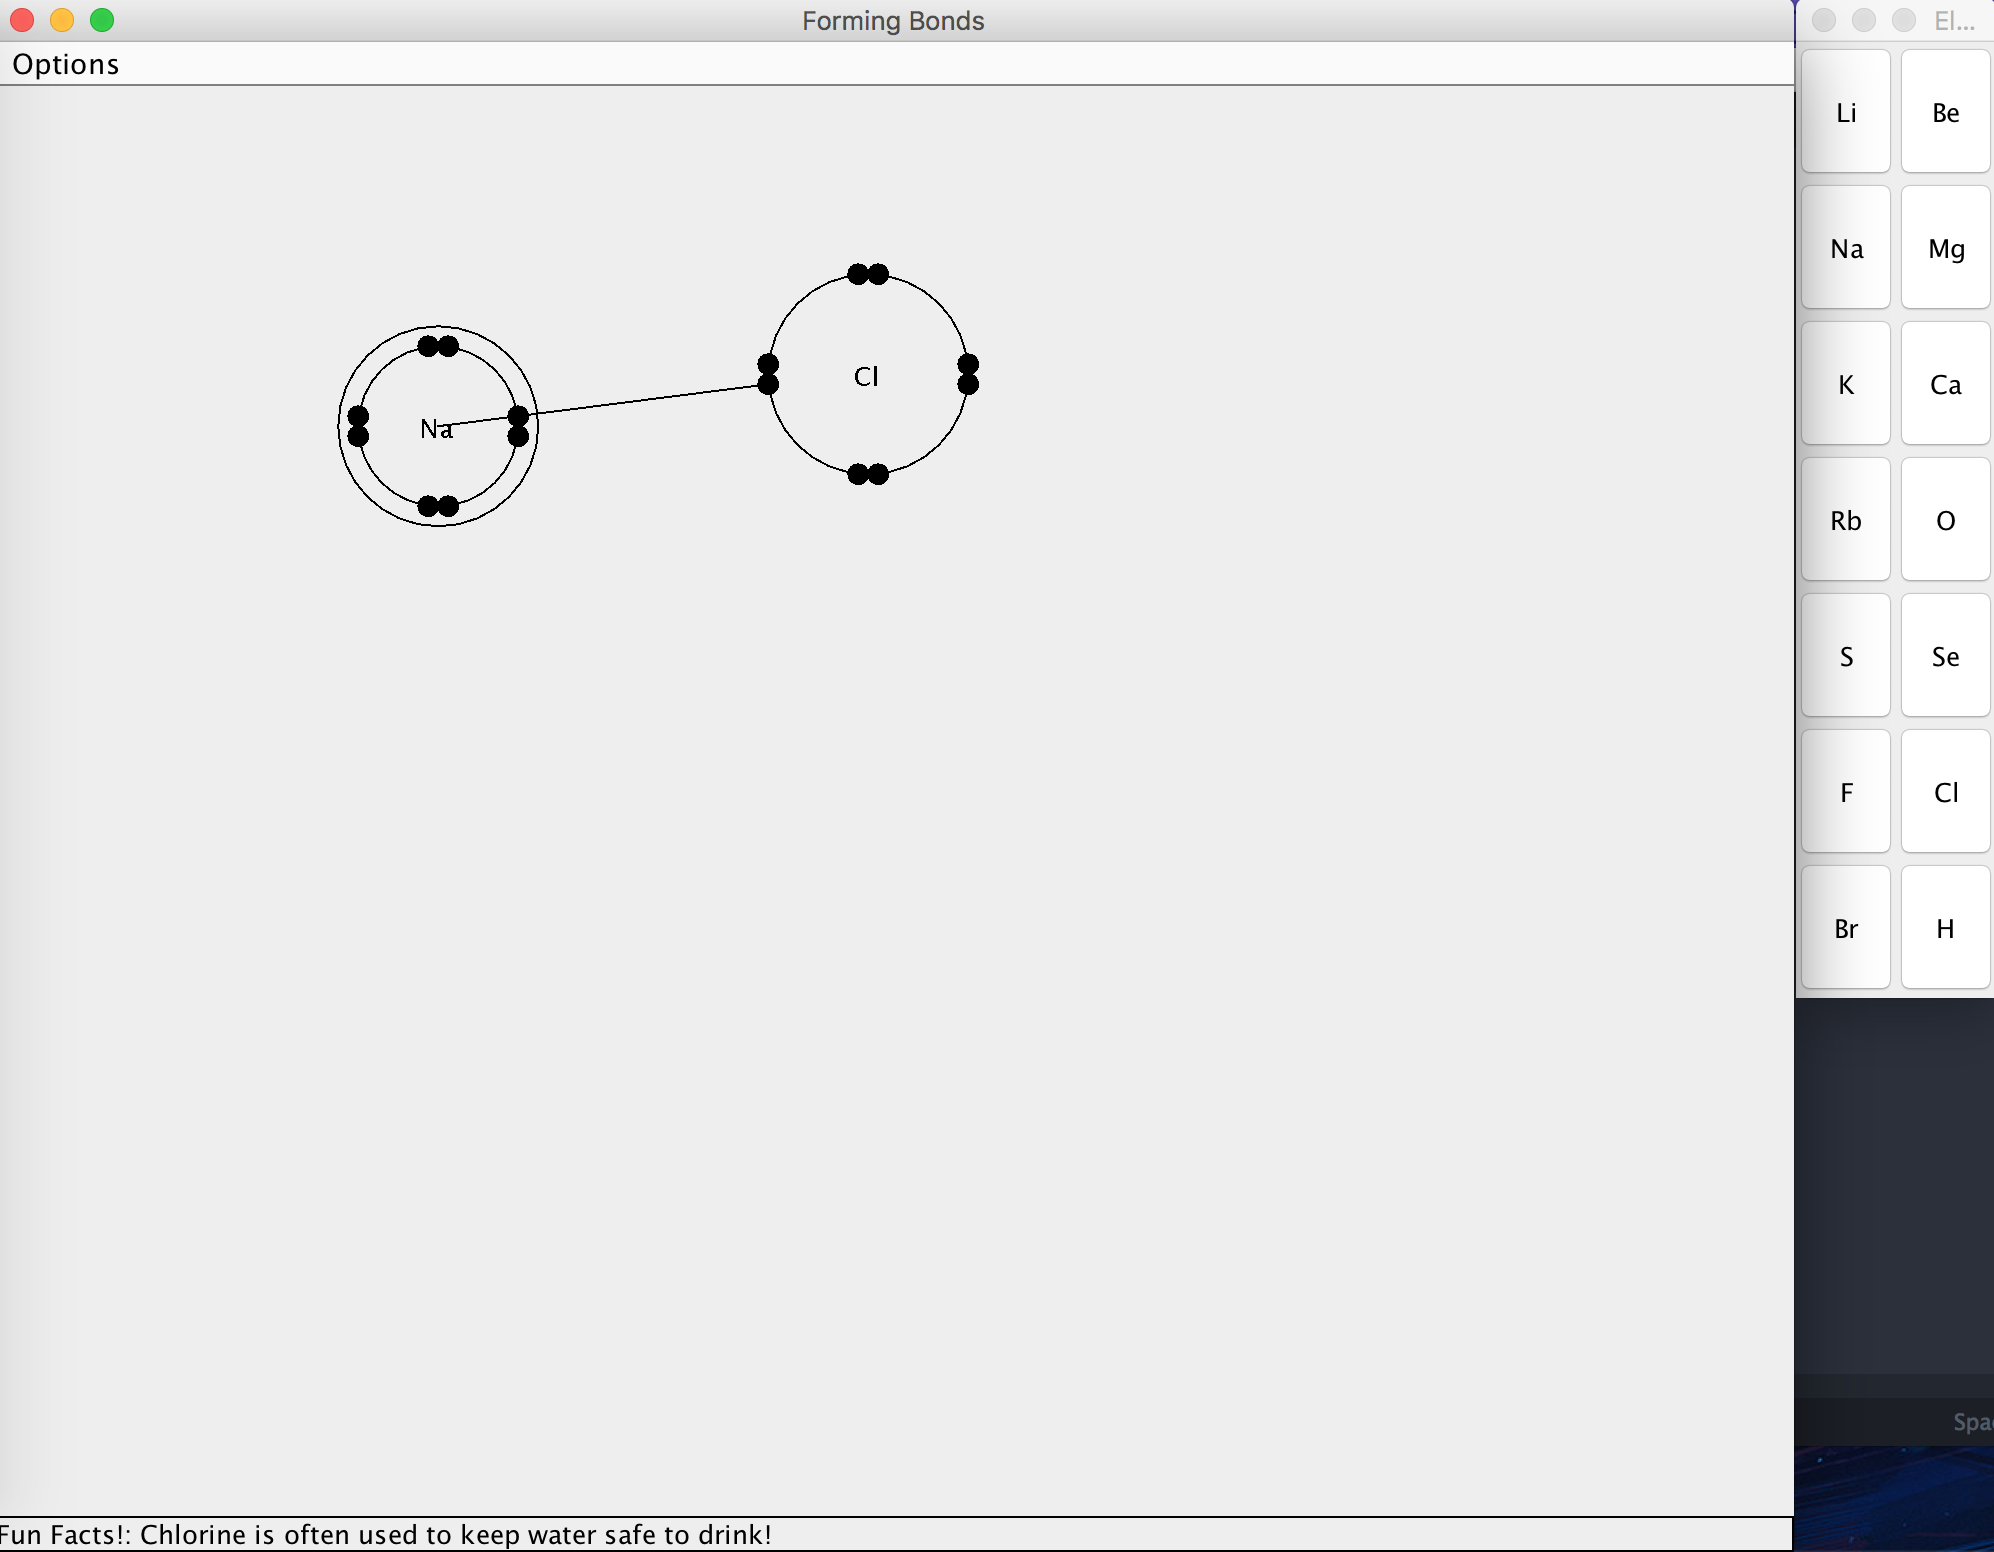 Forming Bonds
El...
Options
Li Be
Na Mg
K Ca
Rb O
S Se
F Cl
Br H
Cl
Na
Fun Facts!: Chlorine is often used to keep water safe to drink!